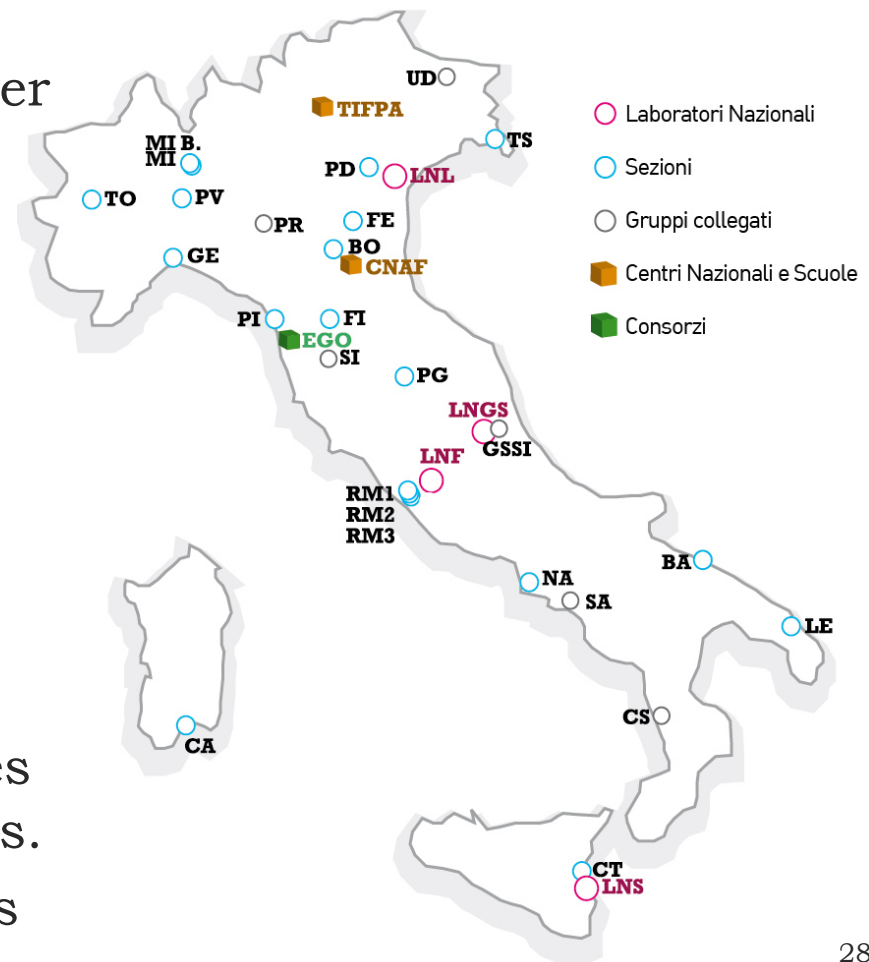 er
UD
TIFPA
TS
MI B.
MI
PD
LNL
TO
PV
FE
PR
BO
GE
CNAF
PI
FI
EGO
SI
PG
LNGS
GSSI
LNF
RM1
RM2
RM3
BA
NA
SA
LE
CS
CA
CT
LNS
Laboratori Nazionali
Sezioni
Gruppi collegati
Centri Nazionali e Scuole
Consorzi
es
s.
s
28